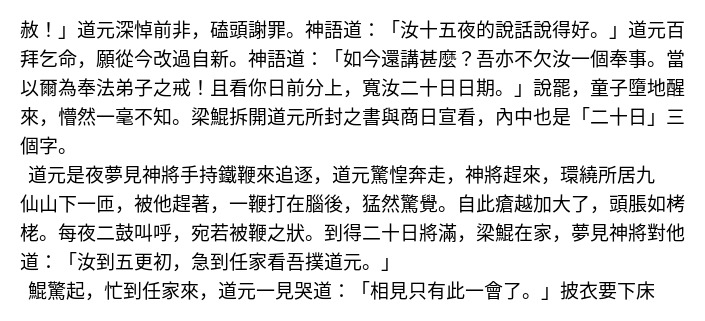 赦！」道元深悼前非，磕頭謝罪。神語道：「汝十五夜的說話說得好。」道元百
拜乞命，願從今改過自新。神語道：「如今還講甚麼？吾亦不欠汝一個奉事。當
以爾為奉法弟子之戒！且看你日前分上，寬汝二十日日期。」說罷，童子墮地醒
來，懵然一毫不知。梁鯤拆開道元所封之書與商日宣看，內中也是「二十日」三
個字。
道元是夜夢見神將手持鐵鞭來追逐，道元驚惶奔走，神將趕來，環繞所居九
仙山下一匝，被他趕著，一鞭打在腦後，猛然驚覺。自此瘡越加大了，頭脹如栲
栳。每夜二鼓叫呼，宛若被鞭之狀。到得二十日將滿，梁鯤在家，夢見神將對他
道：「汝到五更初，急到任家看吾撲道元。」
鯤驚起，忙到任家來，道元一見哭道：「相見只有此一會了。」披衣要下床